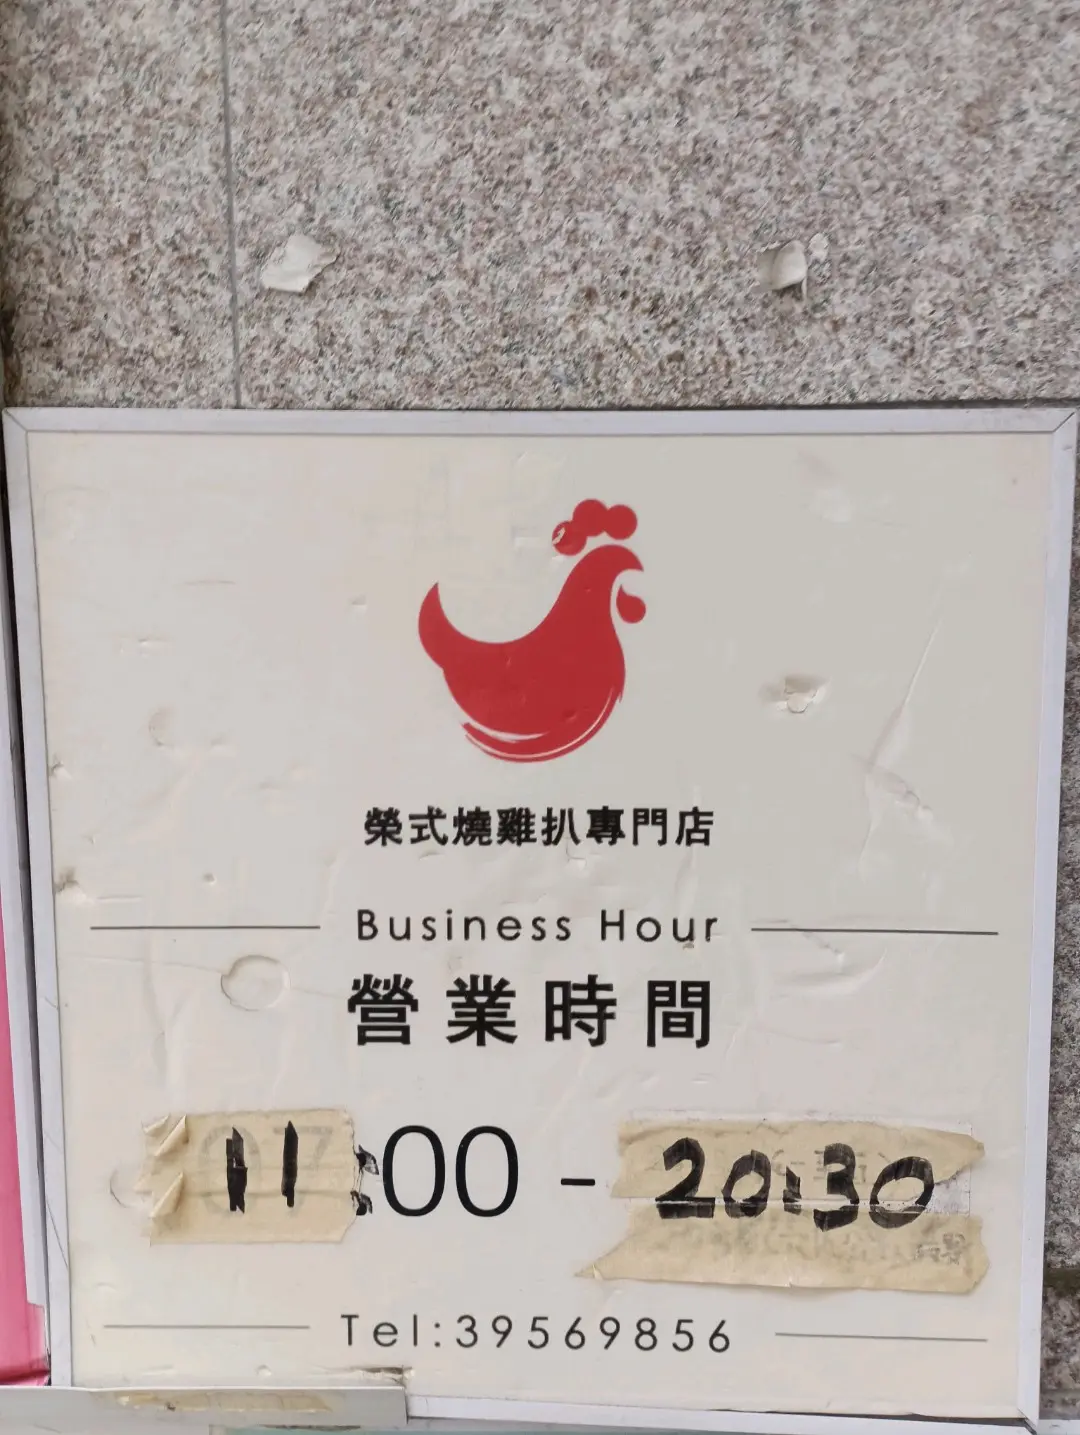 榮式燒雞扒專門店
Business Hour
營業時間
11:00 - 20:30
Tel:39569856